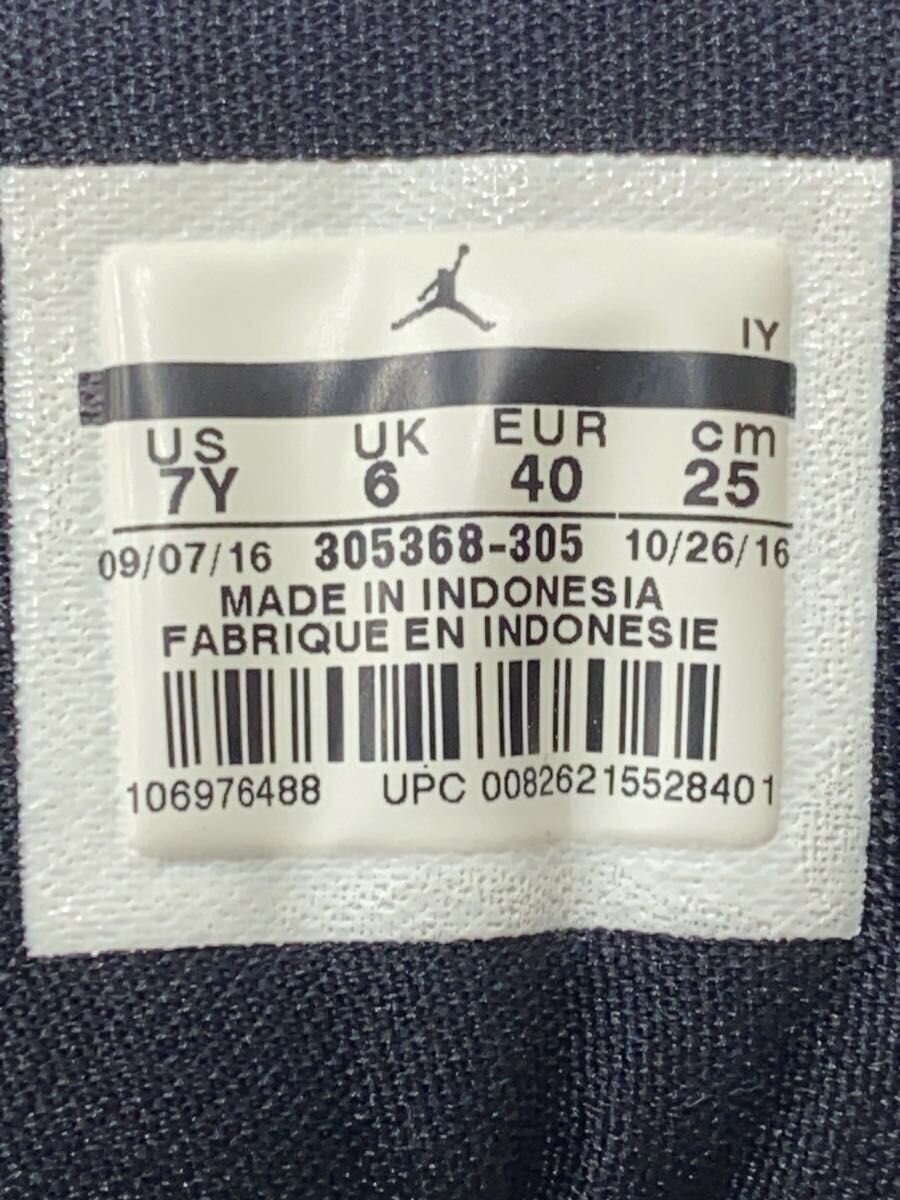 IY
US UK EUR cm
7Y 6 40 25
09/07/16 305368-305 10/26/16
MADE IN INDONESIA
FABRIQUE EN INDONESIE
106976488 UPC 00826215528401